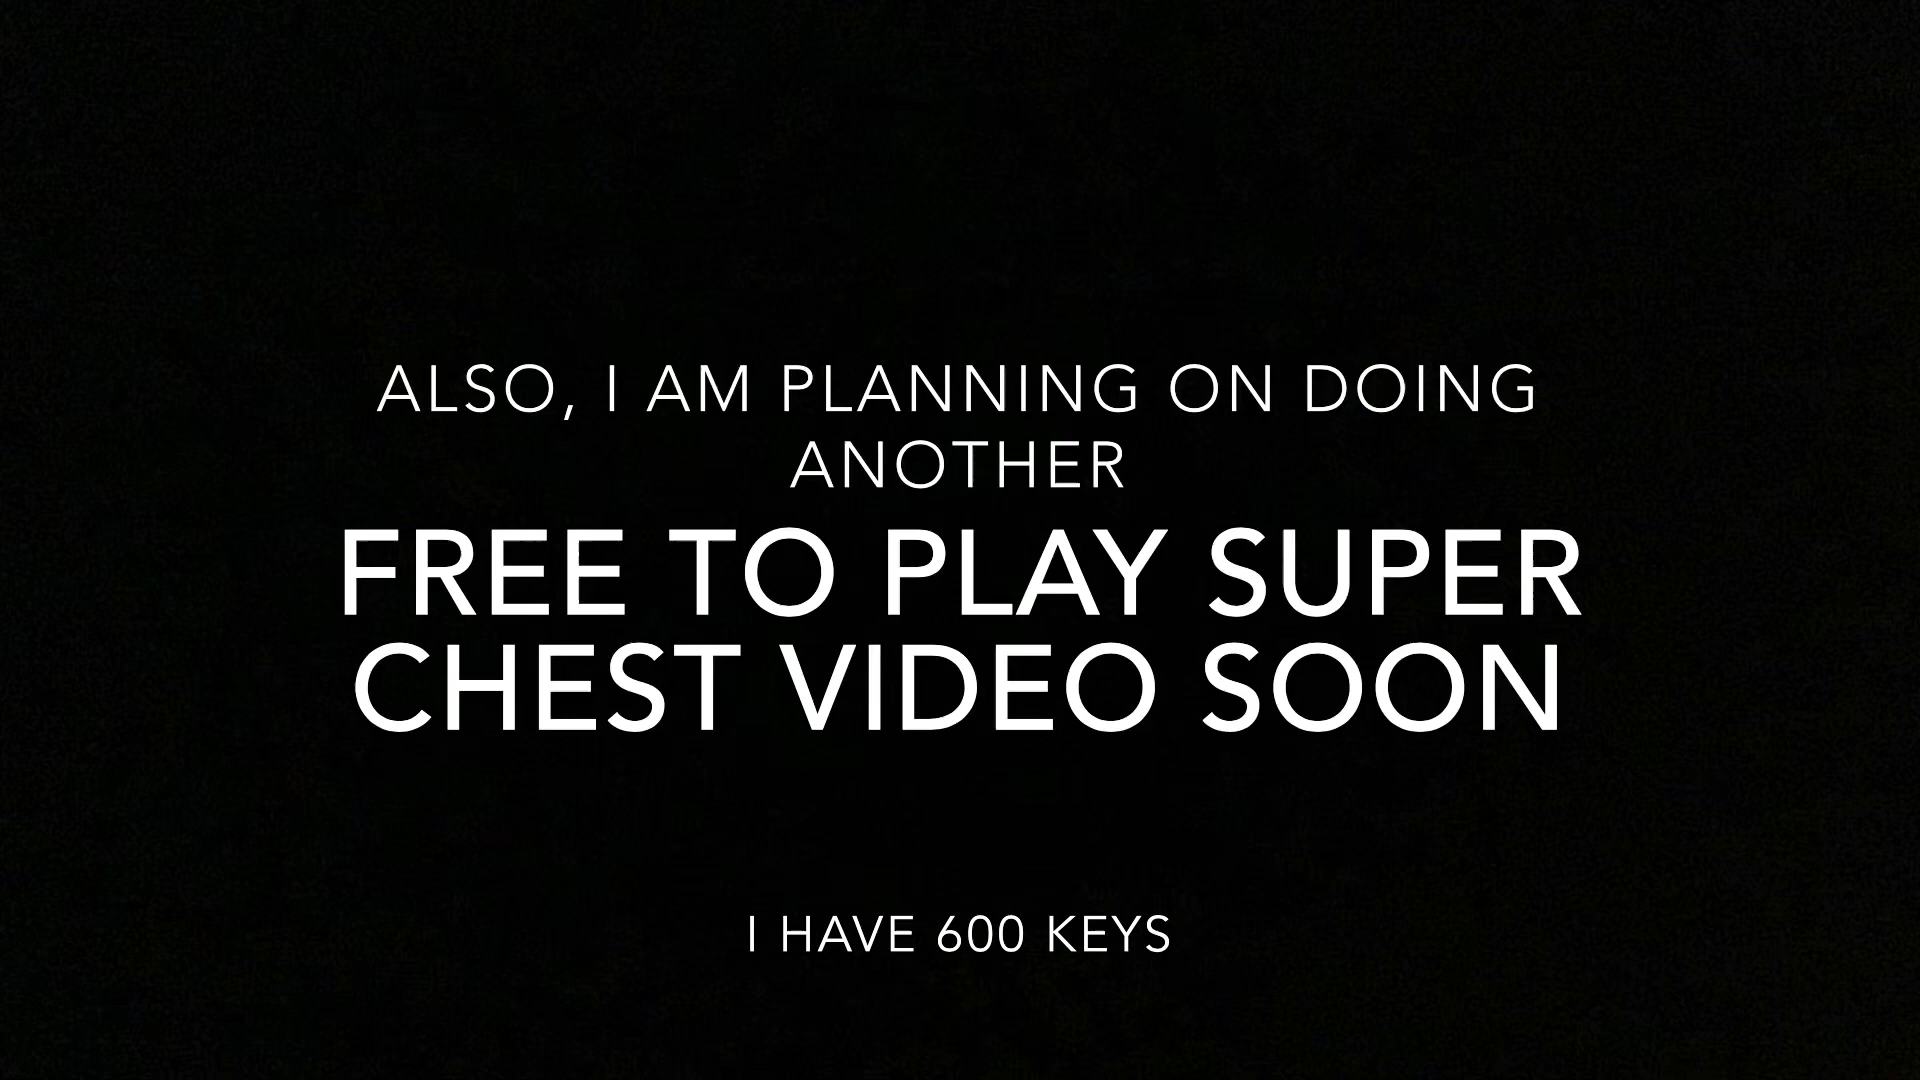 ALSO, I AM PLANNING ON DOING
ANOTHER
FREE TO PLAY SUPER
CHEST VIDEO SOON
I HAVE 600 KEYS